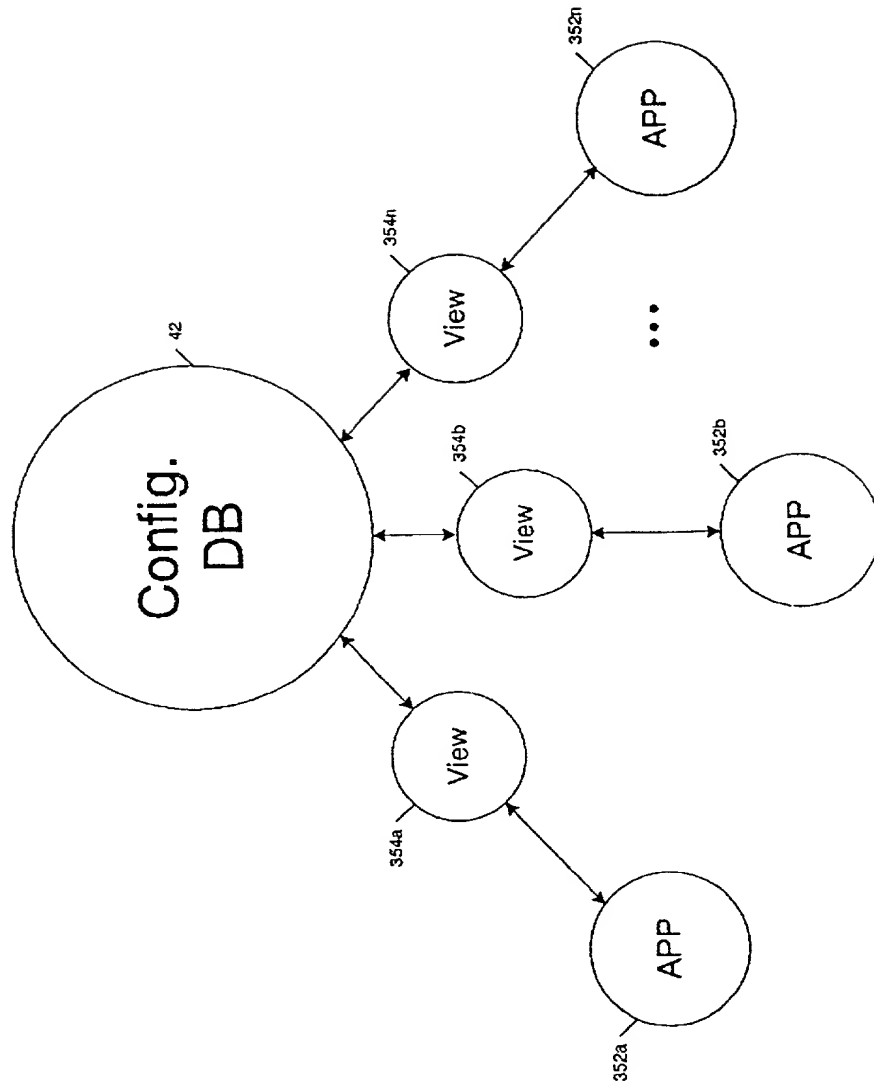 42
Config.
DB
354a
View
354b
View
354n
View
352a
APP
352b
APP
...
352n
APP